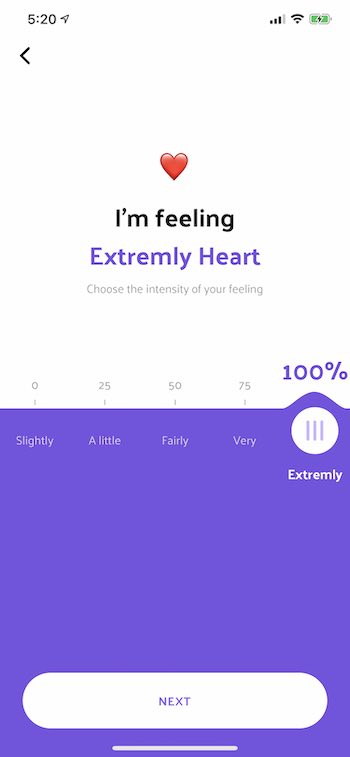 5:20
I'm feeling
Extremly Heart
Choose the intensity of your feeling
100%
0 25 50 75
Slightly A little Fairly Very
Extremly
NEXT